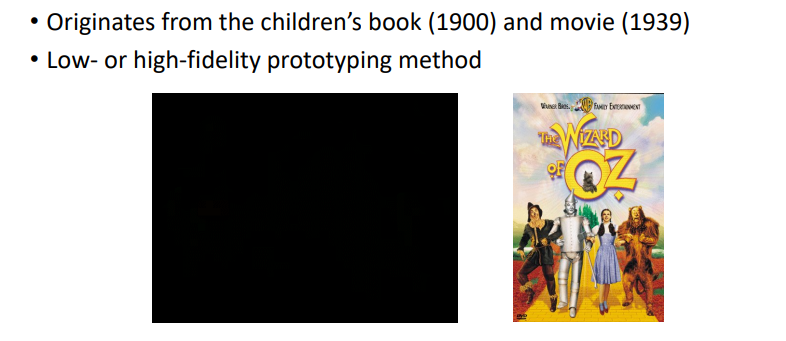 • Originates from the children’s book (1900) and movie (1939)
• Low- or high-fidelity prototyping method
WARNER BROS. WB FAMILY ENTERTAINMENT
THE WIZARD
OF OZ
DVD